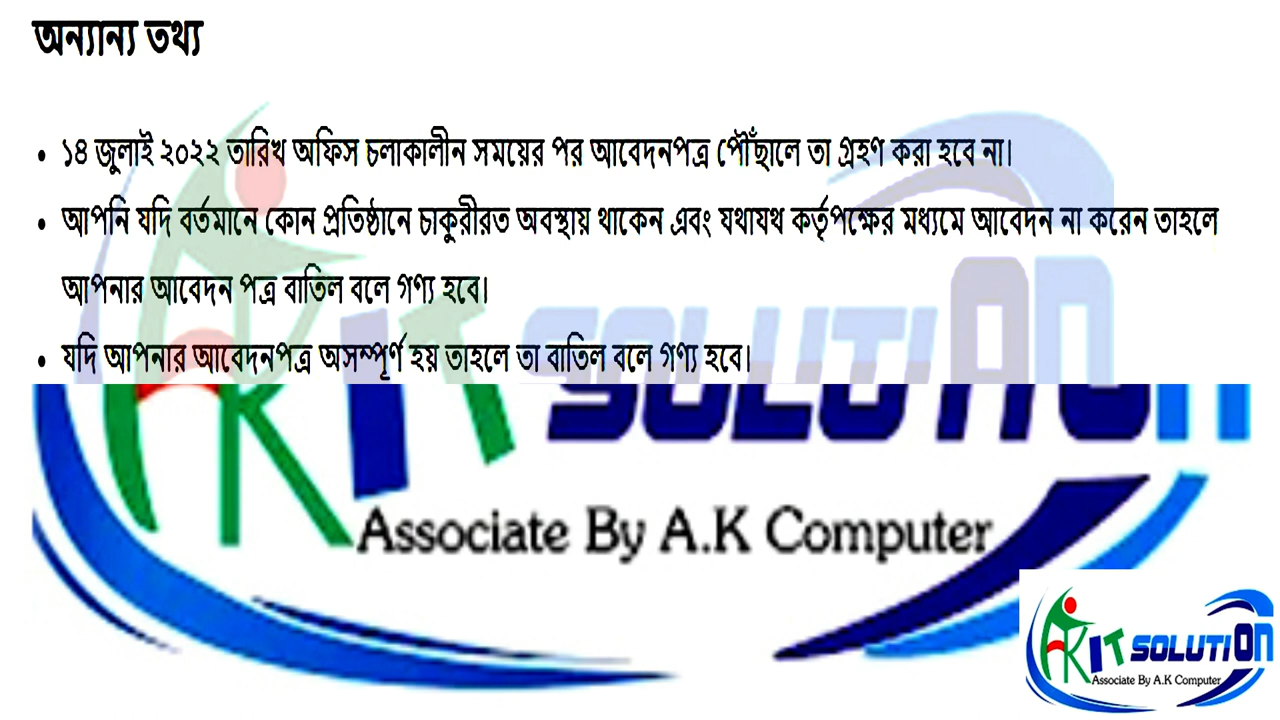 অন্যান্য তথ্য
• ১৪ জুলাই ২০২২ তারিখ অফিস চলাকালীন সময়ের পর আবেদনপত্র পৌঁছালে তা গ্রহণ করা হবে না।
• আপনি যদি বর্তমানে কোন প্রতিষ্ঠানে চাকুরীরত অবস্থায় থাকেন এবং যথাযথ কর্তৃপক্ষের মধ্যমে আবেদন না করেন তাহলে
আপনার আবেদন পত্র বাতিল বলে গণ্য হবে।
• যদি আপনার আবেদনপত্র অসম্পূর্ণ হয় তাহলে তা বাতিল বলে গণ্য হবে।
AK IT SOLUTION
Associate By A.K Computer
AK IT SOLUTION
Associate By A.K Computer